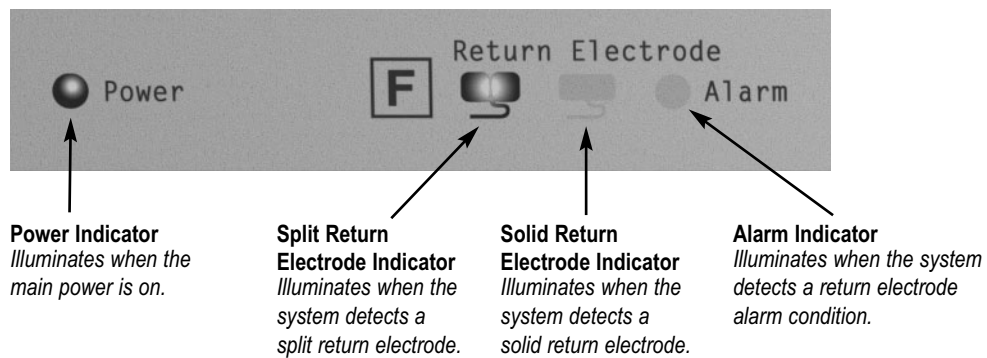 Return Electrode
Power
F
Alarm
Power Indicator
Illuminates when the
main power is on.
Split Return
Electrode Indicator
Illuminates when the
system detects a
split return electrode.
Solid Return
Electrode Indicator
Illuminates when the
system detects a
solid return electrode.
Alarm Indicator
Illuminates when the system
detects a return electrode
alarm condition.